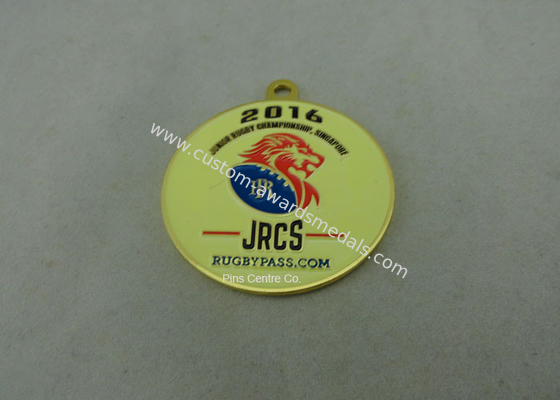 2016
JUNIOR RUGBY CHAMPIONSHIP, SINGAPORE
JRCS
RUGBYPASS.COM
Pins Centre Co.
www.customawardsmedals.com